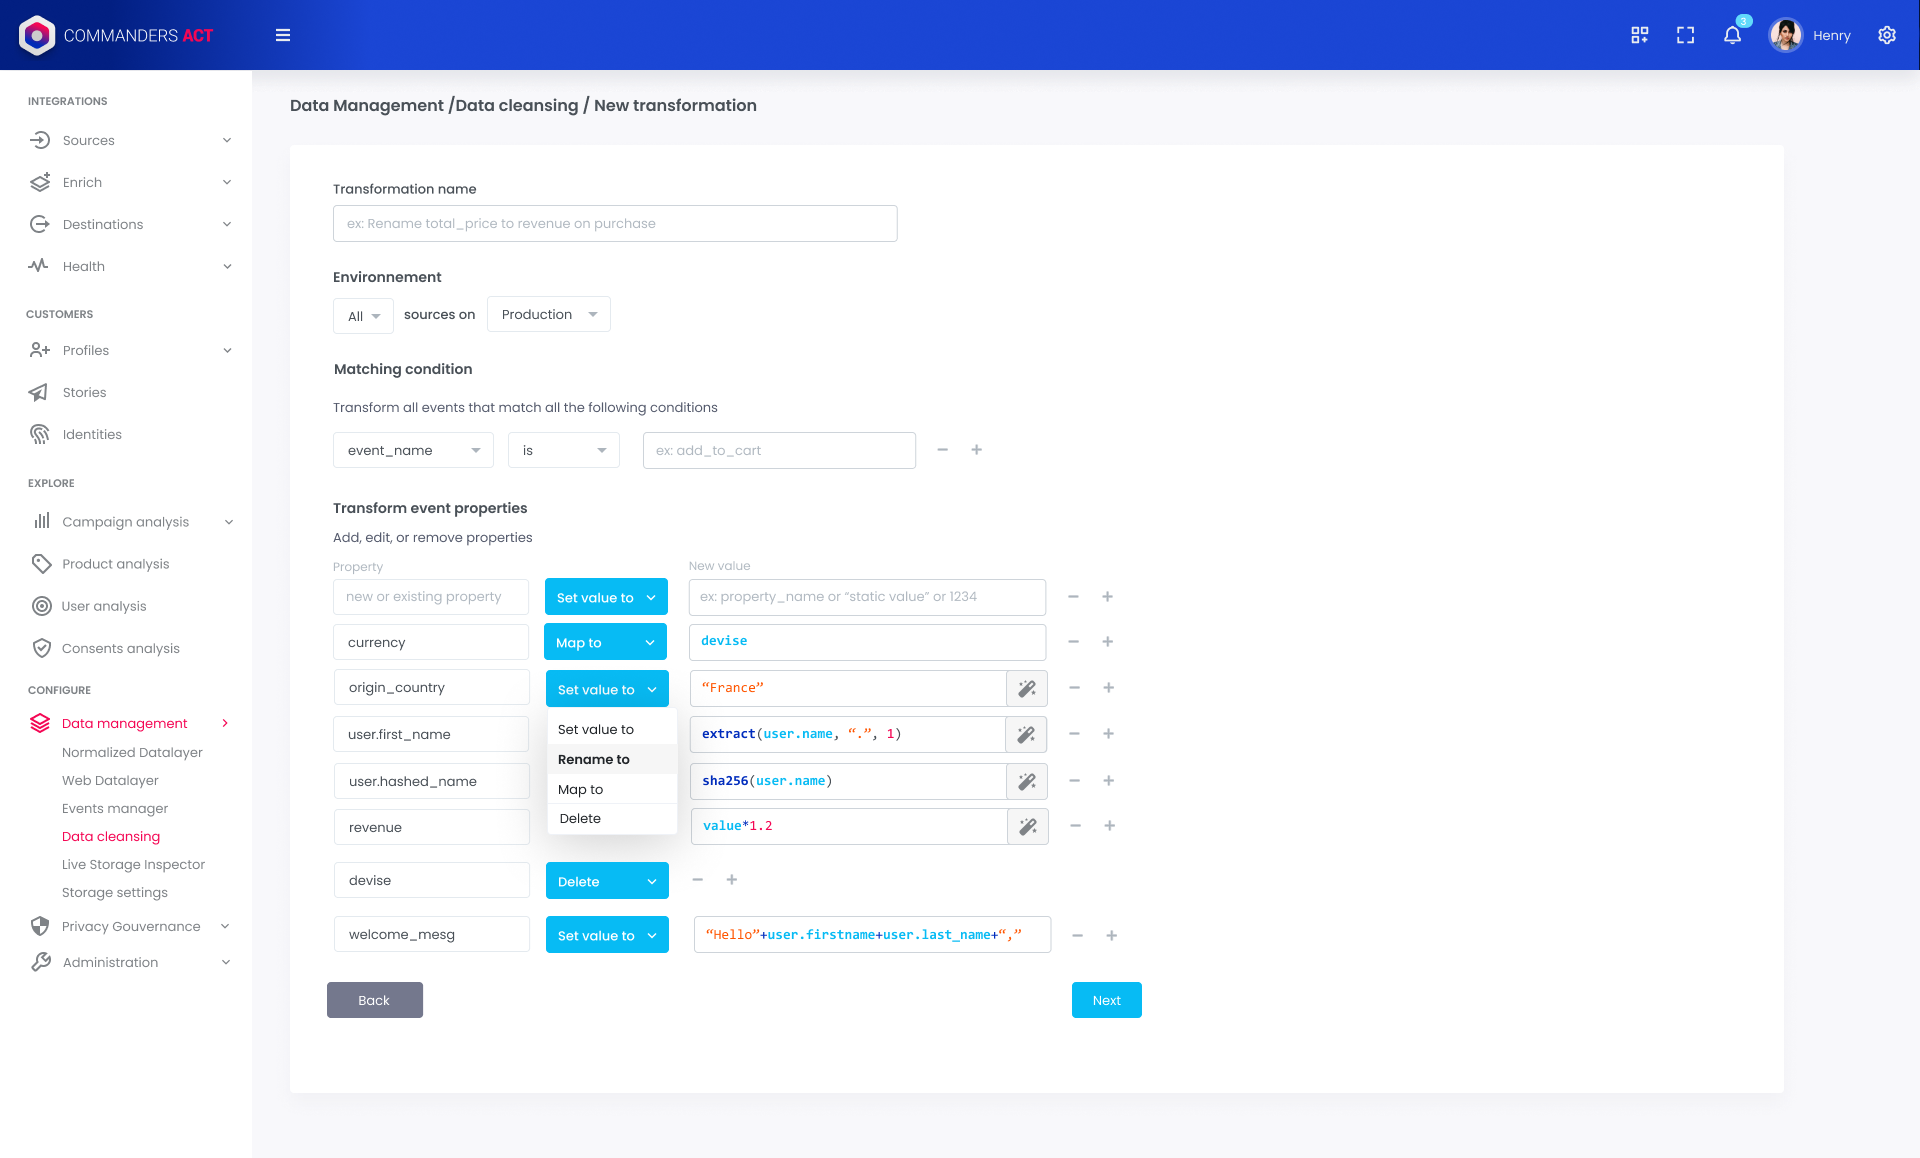 COMMANDERS ACT
3
Henry
INTEGRATIONS
Sources
Enrich
Destinations
Health
CUSTOMERS
Profiles
Stories
Identities
EXPLORE
Campaign analysis
Product analysis
User analysis
Consents analysis
CONFIGURE
Data management
Normalized Datalayer
Web Datalayer
Events manager
Data cleansing
Live Storage Inspector
Storage settings
Privacy Gouvernance
Administration
Data Management /Data cleansing / New transformation
Transformation name
ex: Rename total_price to revenue on purchase
Environnement
All sources on Production
Matching condition
Transform all events that match all the following conditions
event_name is ex: add_to_cart
Transform event properties
Add, edit, or remove properties
Property New value
new or existing property Set value to ex: property_name or “static value” or 1234
currency Map to devise
origin_country Set value to “France”
Set value to
Rename to
Map to
Delete
user.first_name extract(user.name, “.”, 1)
user.hashed_name sha256(user.name)
revenue value*1.2
devise Delete
welcome_mesg Set value to “Hello”+user.firstname+user.last_name+“,”
Back Next